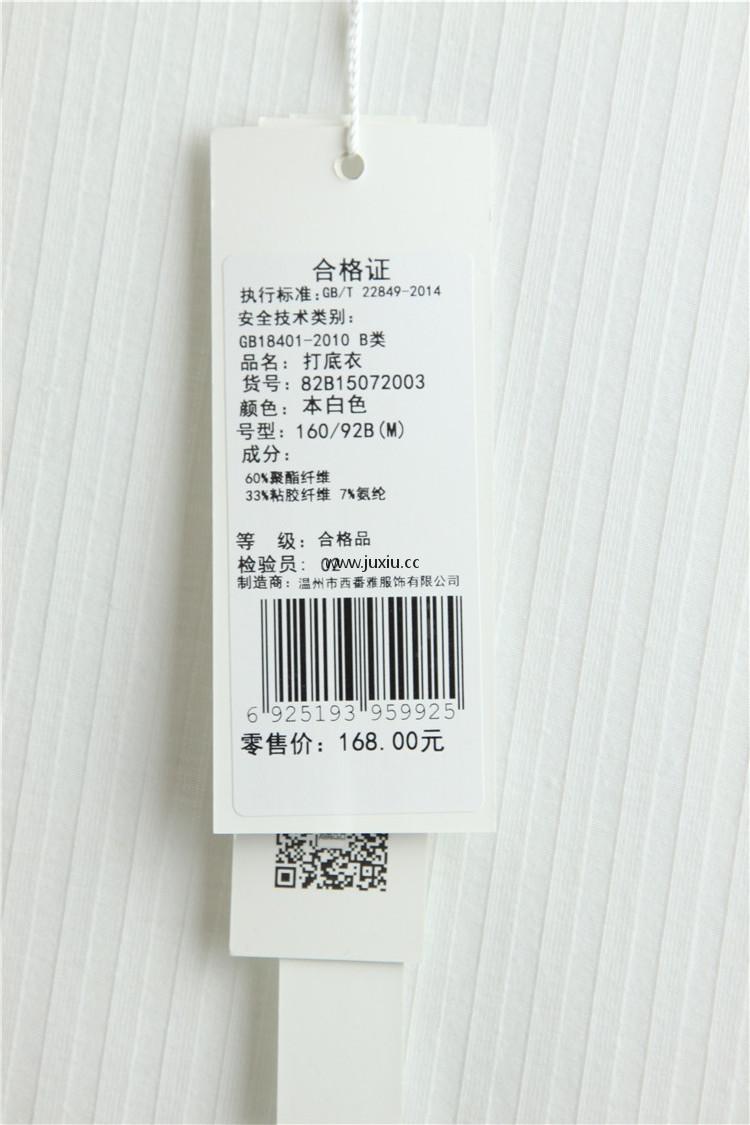 合格证
执行标准:GB/T 22849-2014
安全技术类别:
GB18401-2010 B类
品名: 打底衣
货号: 82B15072003
颜色: 本白色
号型: 160/92B(M)
成分:
60%聚酯纤维
33%粘胶纤维 7%氨纶
等 级: 合格品
检验员: 02
www.juxiu.cc
制造商: 温州市西番雅服饰有限公司
6 925193 959925
零售价: 168.00元